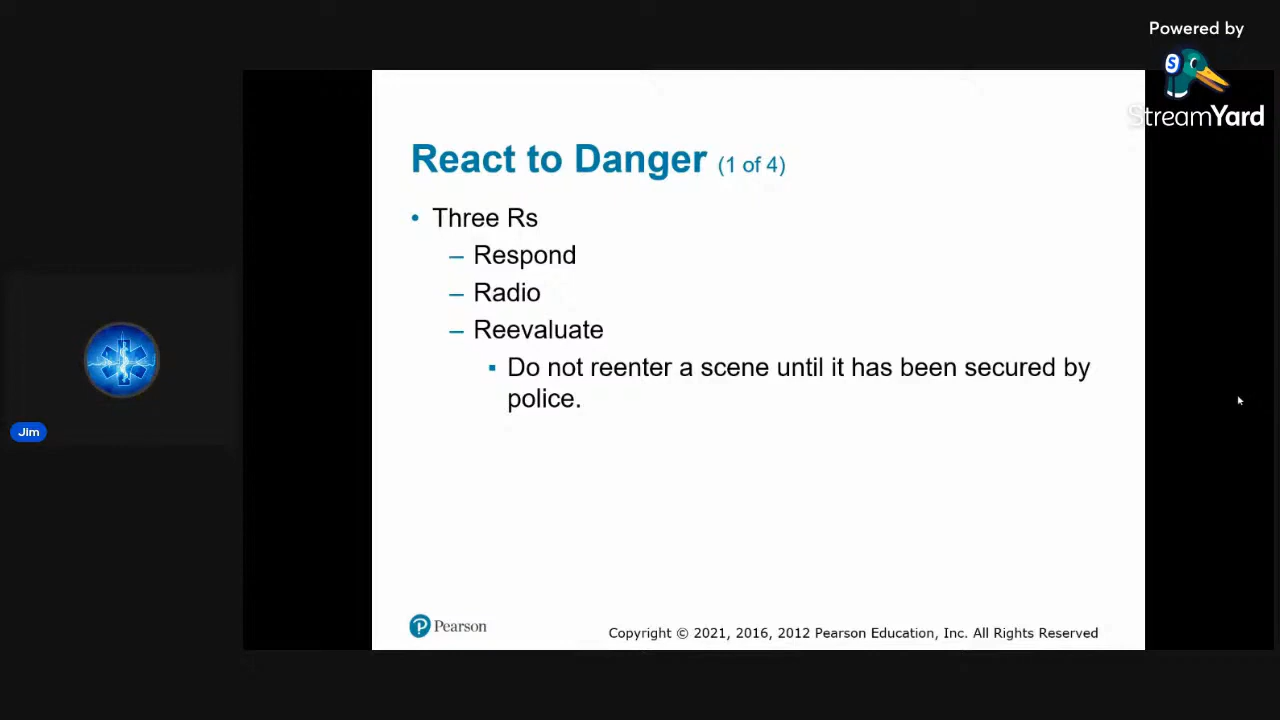 Powered by
StreamYard
React to Danger (1 of 4)
• Three Rs
– Respond
– Radio
– Reevaluate
▪ Do not reenter a scene until it has been secured by
police.
Jim
Pearson
Copyright © 2021, 2016, 2012 Pearson Education, Inc. All Rights Reserved